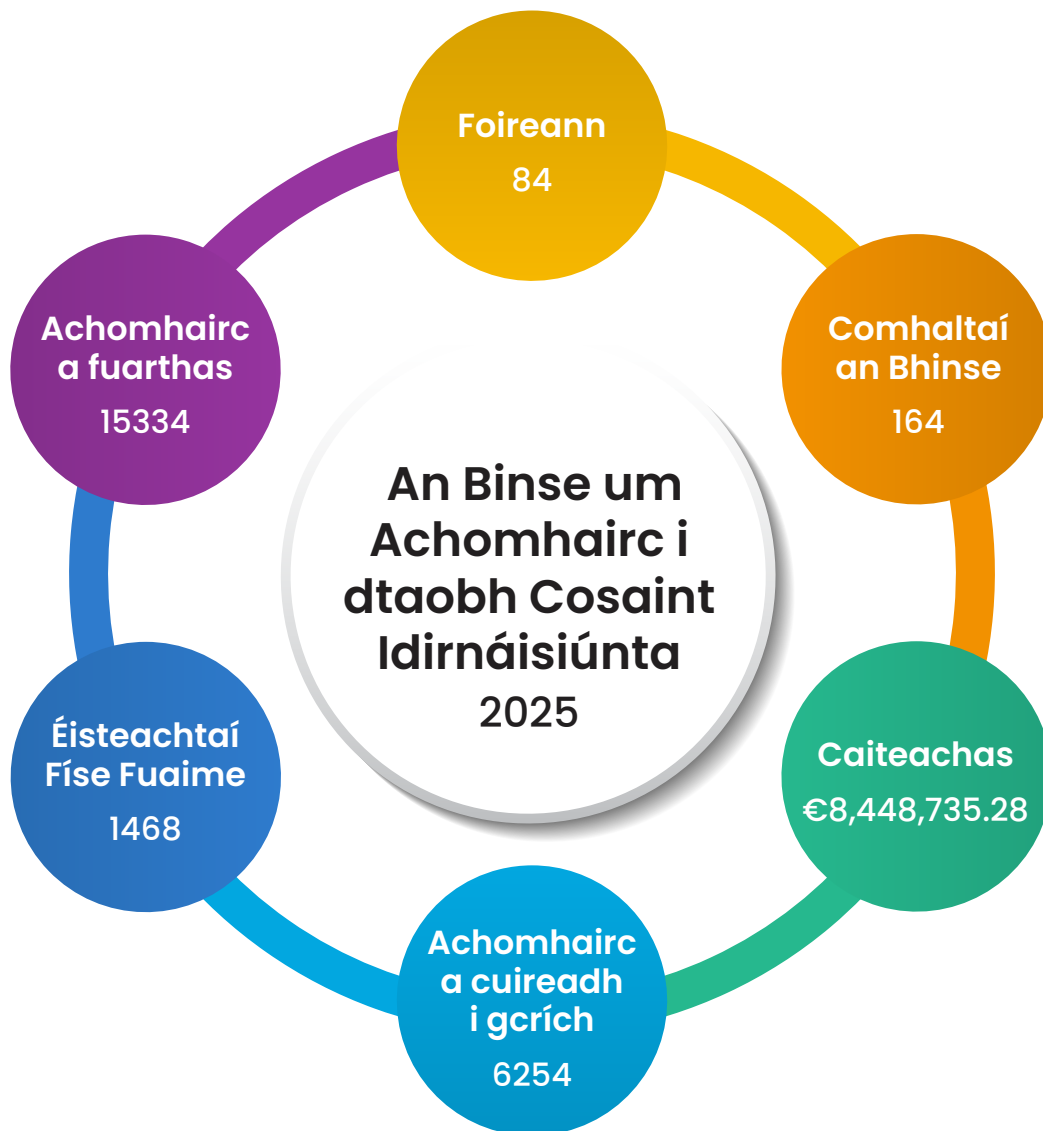 Foireann
84
Comhaltaí
an Bhinse
164
Caiteachas
€8,448,735.28
Achomhairc
a cuireadh
i gcrích
6254
Éisteachtaí
Físe Fuaime
1468
Achomhairc
a fuarthas
15334
An Binse um
Achomhairc i
dtaobh Cosaint
Idirnáisiúnta
2025